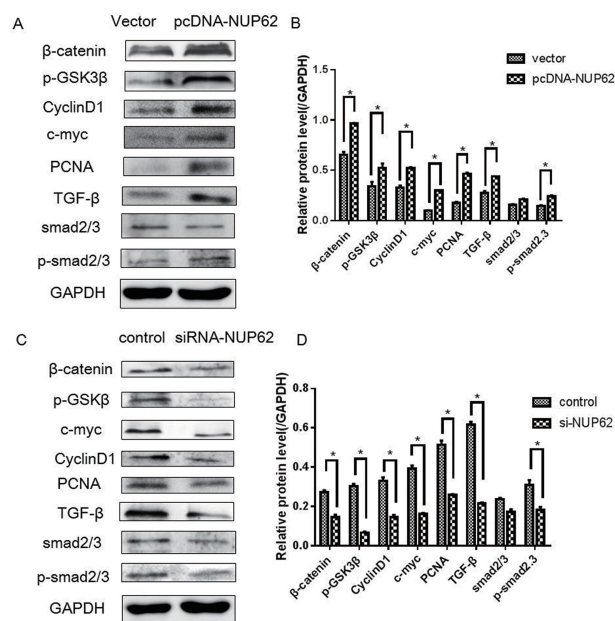 A
Vector pcDNA-NUP62
β-catenin
p-GSK3β
CyclinD1
c-myc
PCNA
TGF-β
smad2/3
p-smad2/3
GAPDH
B
vector
pcDNA-NUP62
Relative protein level(/GAPDH)
1.5
1.0
0.5
0.0
* * * * * * *
β-catenin
p-GSK3β
CyclinD1
c-myc
PCNA
TGF-β
smad2/3
p-smad2.3
C
control siRNA-NUP62
β-catenin
p-GSKβ
c-myc
CyclinD1
PCNA
TGF-β
smad2/3
p-smad2/3
GAPDH
D
control
si-NUP62
Relative protein level(/GAPDH)
0.8
0.6
0.4
0.2
0.0
* * * * * * *
β-catenin
p-GSK3β
CyclinD1
c-myc
PCNA
TGF-β
smad2/3
p-smad2.3